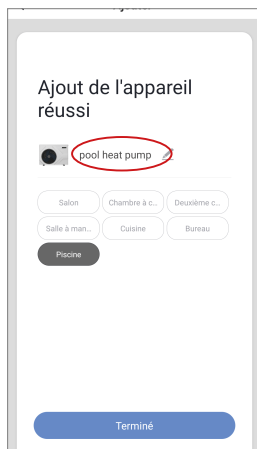 Ajout de l'appareil
réussi
pool heat pump
Salon Chambre à c... Deuxième c...
Salle à man... Cuisine Bureau
Piscine
Terminé